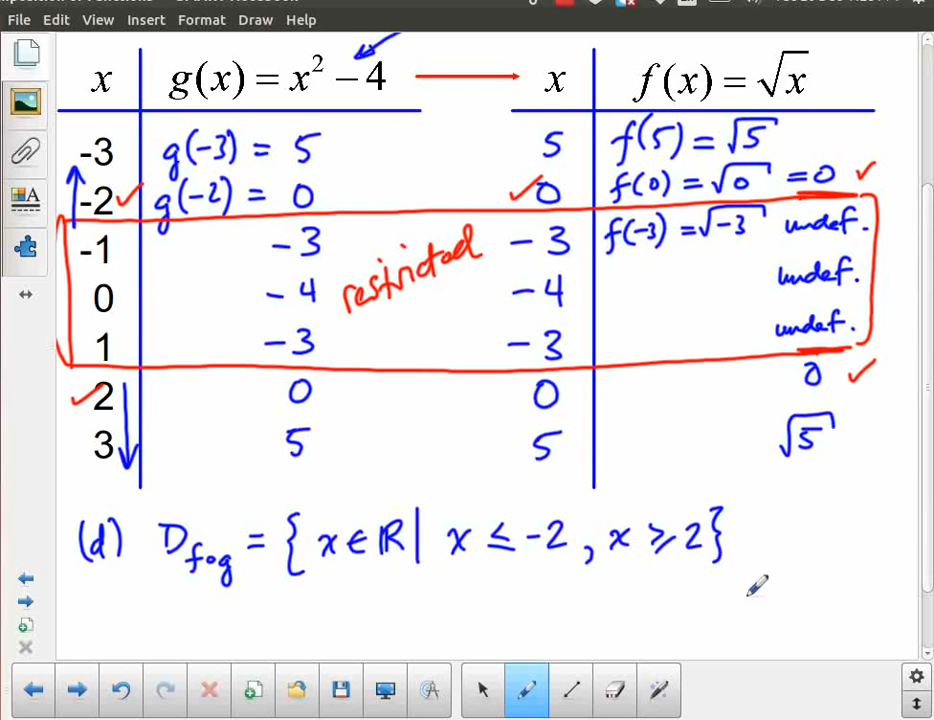 File Edit View Insert Format Draw Help
x g(x) = x² − 4 x f(x) = √x
-3 g(-3) = 5 5 f(5) = √5
-2 g(-2) = 0 0 f(0) = √0 = 0
-1 -3 -3 f(-3) = √-3 undef.
0 -4 restricted -4 undef.
1 -3 -3 undef.
2 0 0 0
3 5 5 √5
(d) D_fog = { x ∈ ℝ | x ≤ -2 , x ≥ 2 }